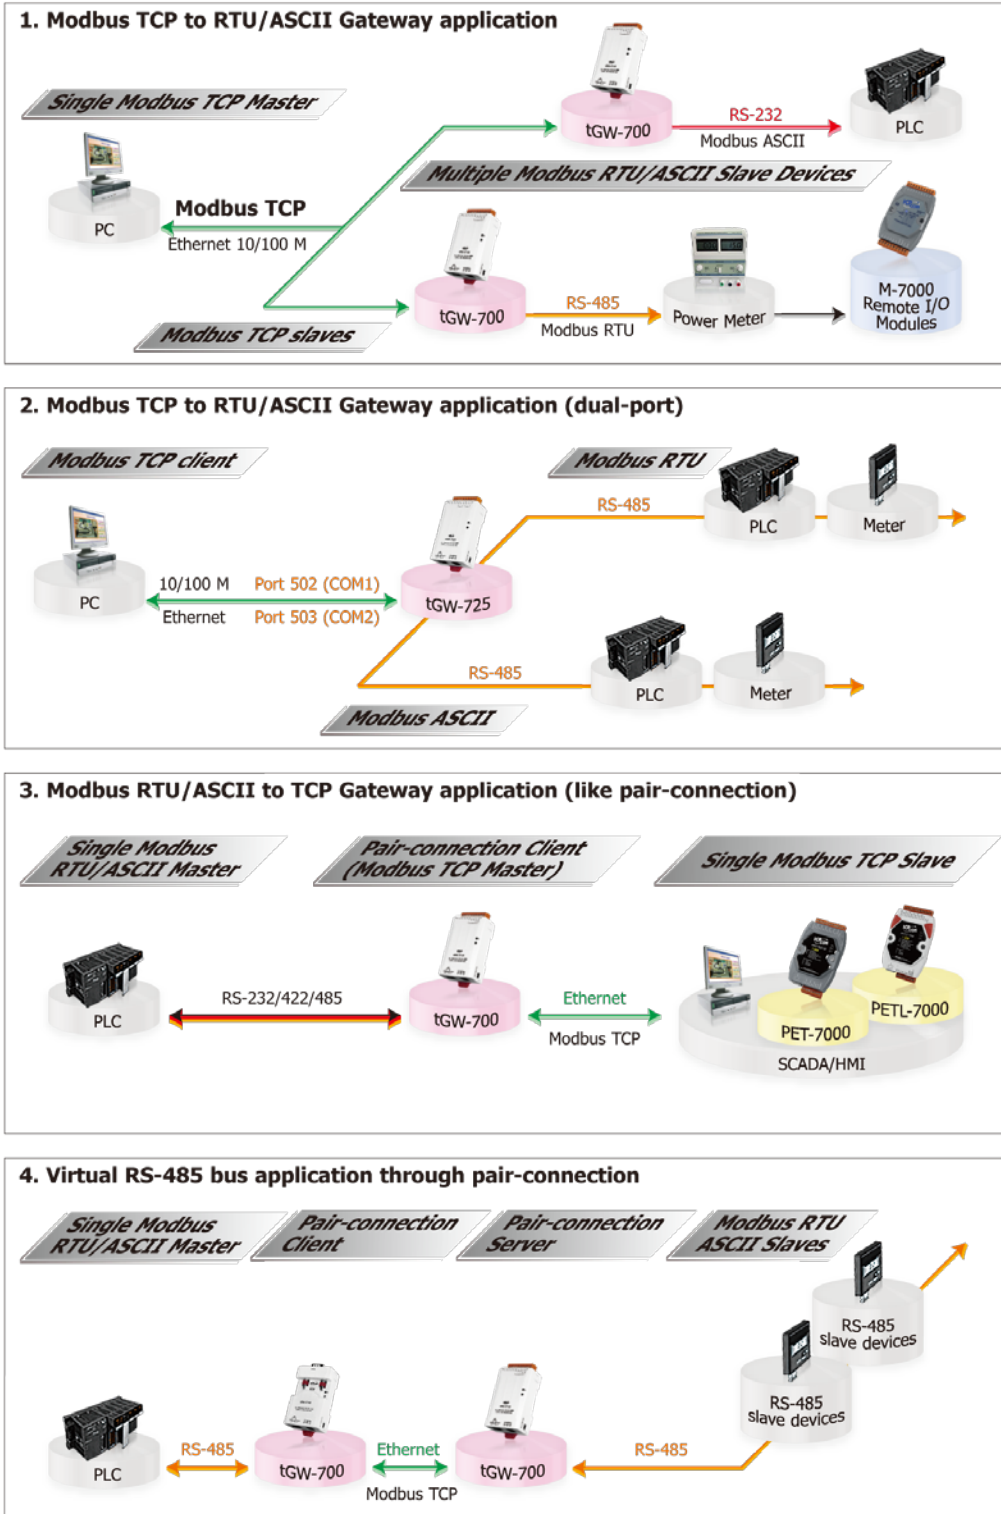 1. Modbus TCP to RTU/ASCII Gateway application
Single Modbus TCP Master
tGW-700
RS-232
Modbus ASCII
PLC
Multiple Modbus RTU/ASCII Slave Devices
PC
Modbus TCP
Ethernet 10/100 M
tGW-700
RS-485
Modbus RTU
Power Meter
M-7000
Remote I/O
Modules
Modbus TCP slaves
2. Modbus TCP to RTU/ASCII Gateway application (dual-port)
Modbus TCP client
Modbus RTU
RS-485
PLC
Meter
PC
10/100 M
Port 502 (COM1)
Ethernet
Port 503 (COM2)
tGW-725
RS-485
PLC
Meter
Modbus ASCII
3. Modbus RTU/ASCII to TCP Gateway application (like pair-connection)
Single Modbus
RTU/ASCII Master
Pair-connection Client
(Modbus TCP Master)
Single Modbus TCP Slave
PLC
RS-232/422/485
tGW-700
Ethernet
Modbus TCP
PET-7000
PETL-7000
SCADA/HMI
4. Virtual RS-485 bus application through pair-connection
Single Modbus
RTU/ASCII Master
Pair-connection
Client
Pair-connection
Server
Modbus RTU
ASCII Slaves
RS-485
slave devices
RS-485
slave devices
PLC
RS-485
tGW-700
Ethernet
Modbus TCP
tGW-700
RS-485